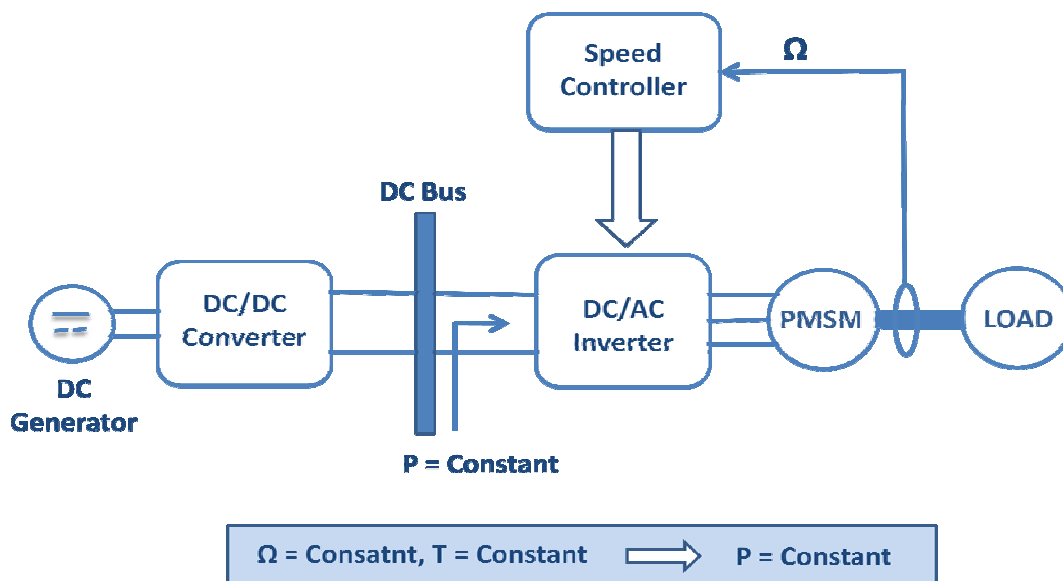 Speed
Controller
Ω
DC Bus
DC/DC
Converter
DC/AC
Inverter
PMSM
LOAD
DC
Generator
P = Constant
Ω = Consatnt, T = Constant P = Constant